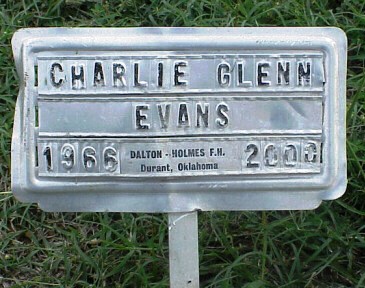 CHARLIE GLENN
EVANS
1966 DALTON - HOLMES F.H. 2000
Durant, Oklahoma